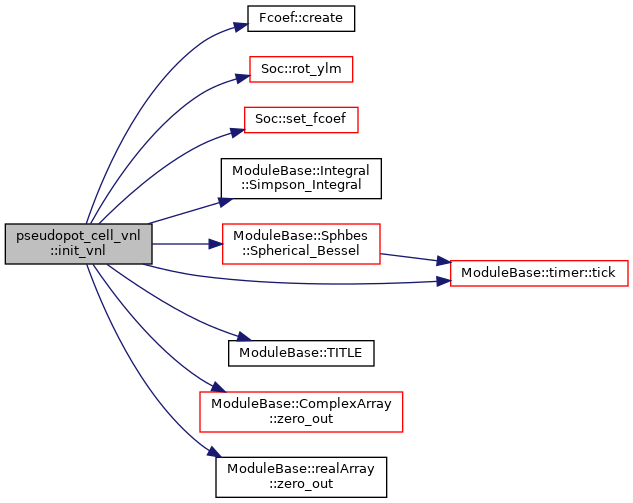 Fcoef::create
Soc::rot_ylm
Soc::set_fcoef
ModuleBase::Integral
::Simpson_Integral
pseudopot_cell_vnl
::init_vnl
ModuleBase::Sphbes
::Spherical_Bessel
ModuleBase::timer::tick
ModuleBase::TITLE
ModuleBase::ComplexArray
::zero_out
ModuleBase::realArray
::zero_out